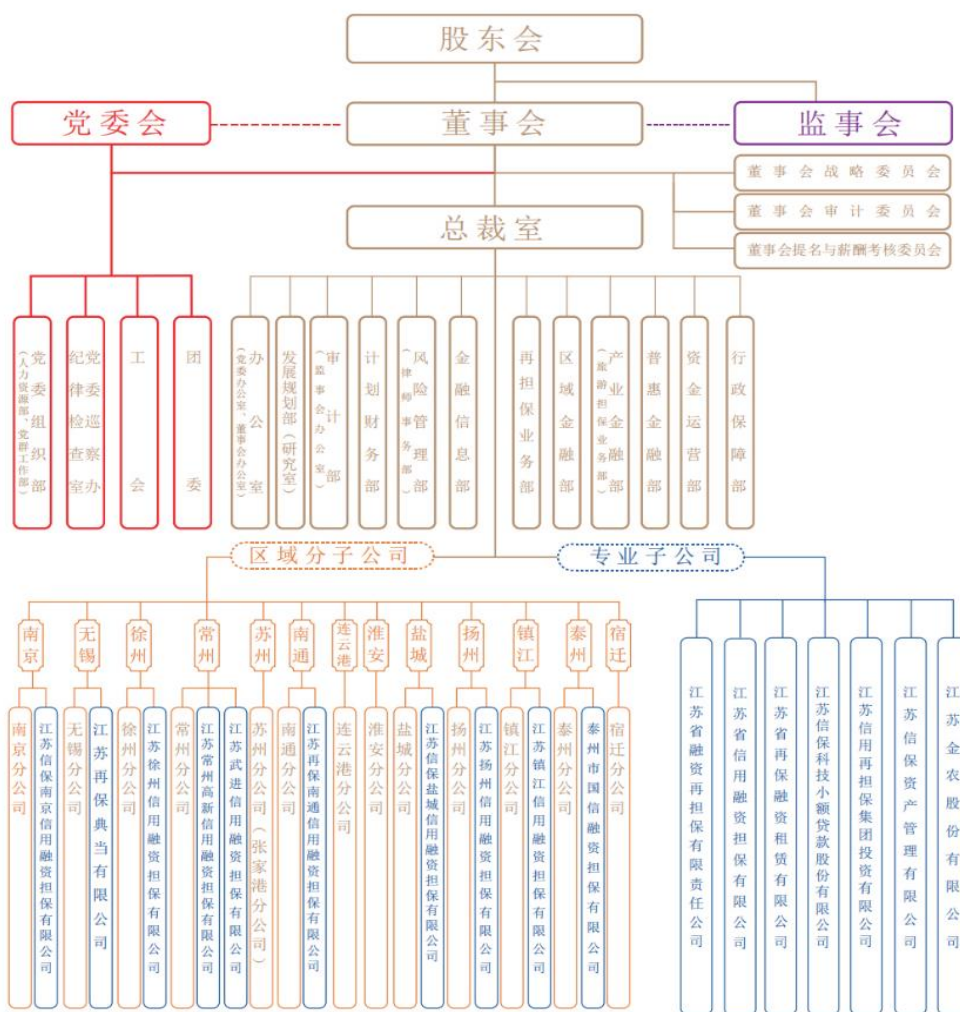 股东会
党委会
董事会
监事会
董事会战略委员会
董事会审计委员会
董事会提名与薪酬考核委员会
总裁室
党委组织部
(人力资源部、党群工作部)
党委巡察办
纪律检查室
工会
团委
办公室
(党委办公室、董事会办公室)
发展规划部(研究室)
审计部
(监事会办公室)
计划财务部
风险管理部
(律师事务部)
金融信息部
再担保业务部
区域金融部
产业金融部
(旅游担保业务部)
普惠金融部
资金运营部
行政保障部
区域分子公司
专业子公司
南京
无锡
徐州
常州
苏州
南通
连云港
淮安
盐城
扬州
镇江
泰州
宿迁
南京分公司
江苏信保南京信用融资担保有限公司
无锡分公司
江苏再保典当有限公司
徐州分公司
江苏徐州信用融资担保有限公司
常州分公司
江苏常州高新信用融资担保有限公司
江苏武进信用融资担保有限公司
苏州分公司(张家港分公司)
南通分公司
江苏再保南通信用融资担保有限公司
连云港分公司
淮安分公司
盐城分公司
江苏信保盐城信用融资担保有限公司
扬州分公司
江苏扬州信用融资担保有限公司
镇江分公司
江苏镇江信用融资担保有限公司
泰州分公司
泰州市国信融资担保有限公司
宿迁分公司
江苏省融资再担保有限责任公司
江苏省信用融资担保有限公司
江苏省再保融资租赁有限公司
江苏信保科技小额贷款股份有限公司
江苏信用再担保集团投资有限公司
江苏信保资产管理有限公司
江苏金农股份有限公司